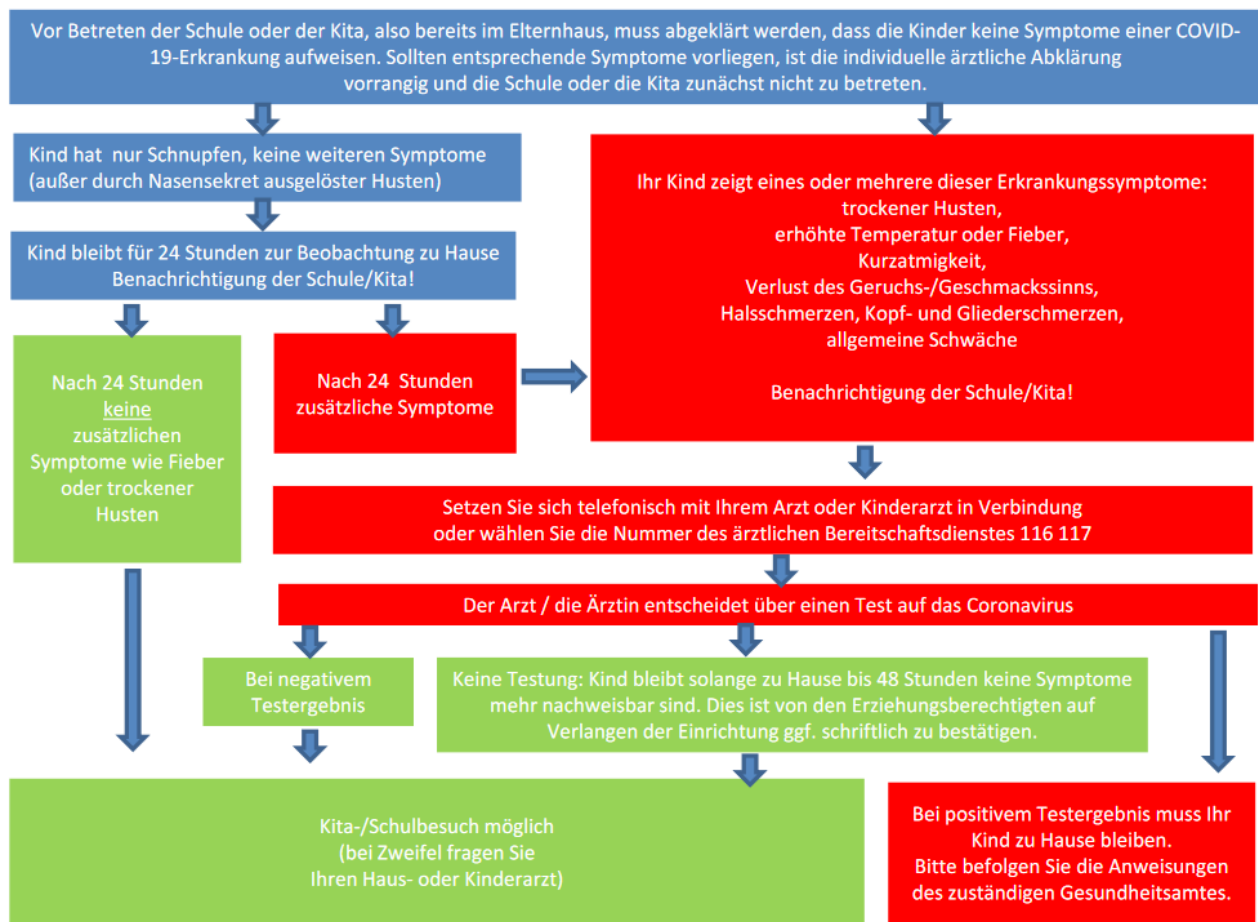 Vor Betreten der Schule oder der Kita, also bereits im Elternhaus, muss abgeklärt werden, dass die Kinder keine Symptome einer COVID-
19-Erkrankung aufweisen. Sollten entsprechende Symptome vorliegen, ist die individuelle ärztliche Abklärung
vorrangig und die Schule oder die Kita zunächst nicht zu betreten.
Kind hat nur Schnupfen, keine weiteren Symptome
(außer durch Nasensekret ausgelöster Husten)
Kind bleibt für 24 Stunden zur Beobachtung zu Hause
Benachrichtigung der Schule/Kita!
Ihr Kind zeigt eines oder mehrere dieser Erkrankungssymptome:
trockener Husten,
erhöhte Temperatur oder Fieber,
Kurzatmigkeit,
Verlust des Geruchs-/Geschmackssinns,
Halsschmerzen, Kopf- und Gliederschmerzen,
allgemeine Schwäche
Benachrichtigung der Schule/Kita!
Nach 24 Stunden
keine
zusätzlichen
Symptome wie Fieber
oder trockener
Husten
Nach 24 Stunden
zusätzliche Symptome
Setzen Sie sich telefonisch mit Ihrem Arzt oder Kinderarzt in Verbindung
oder wählen Sie die Nummer des ärztlichen Bereitschaftsdienstes 116 117
Der Arzt / die Ärztin entscheidet über einen Test auf das Coronavirus
Bei negativem
Testergebnis
Keine Testung: Kind bleibt solange zu Hause bis 48 Stunden keine Symptome
mehr nachweisbar sind. Dies ist von den Erziehungsberechtigten auf
Verlangen der Einrichtung ggf. schriftlich zu bestätigen.
Kita-/Schulbesuch möglich
(bei Zweifel fragen Sie
Ihren Haus- oder Kinderarzt)
Bei positivem Testergebnis muss Ihr
Kind zu Hause bleiben.
Bitte befolgen Sie die Anweisungen
des zuständigen Gesundheitsamtes.